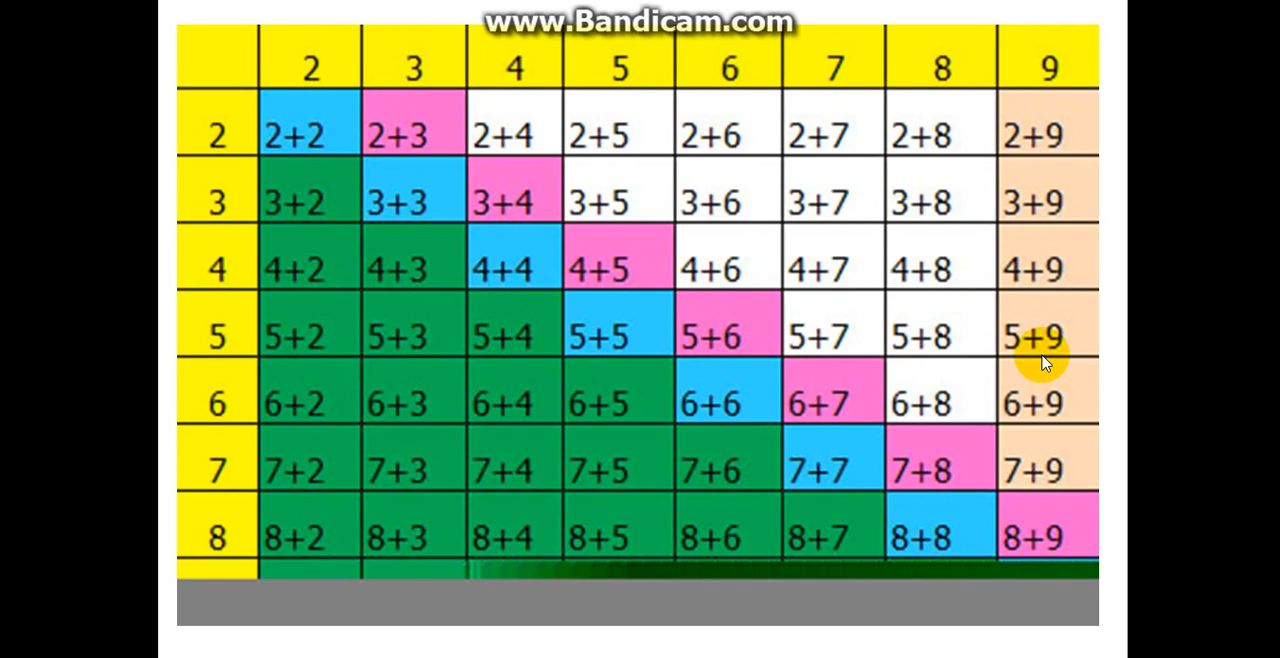 www.Bandicam.com
2 3 4 5 6 7 8 9
2 2+2 2+3 2+4 2+5 2+6 2+7 2+8 2+9
3 3+2 3+3 3+4 3+5 3+6 3+7 3+8 3+9
4 4+2 4+3 4+4 4+5 4+6 4+7 4+8 4+9
5 5+2 5+3 5+4 5+5 5+6 5+7 5+8 5+9
6 6+2 6+3 6+4 6+5 6+6 6+7 6+8 6+9
7 7+2 7+3 7+4 7+5 7+6 7+7 7+8 7+9
8 8+2 8+3 8+4 8+5 8+6 8+7 8+8 8+9